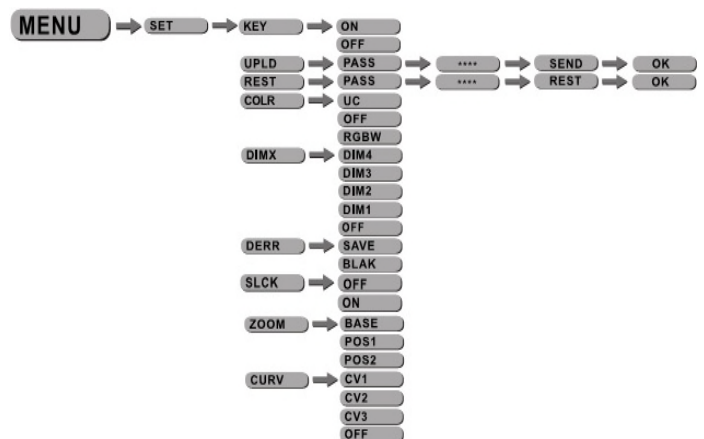 MENU SET KEY ON
OFF
UPLD PASS **** SEND OK
REST PASS **** REST OK
COLR UC
OFF
RGBW
DIMX DIM4
DIM3
DIM2
DIM1
OFF
DERR SAVE
BLAK
SLCK OFF
ON
ZOOM BASE
POS1
POS2
CURV CV1
CV2
CV3
OFF